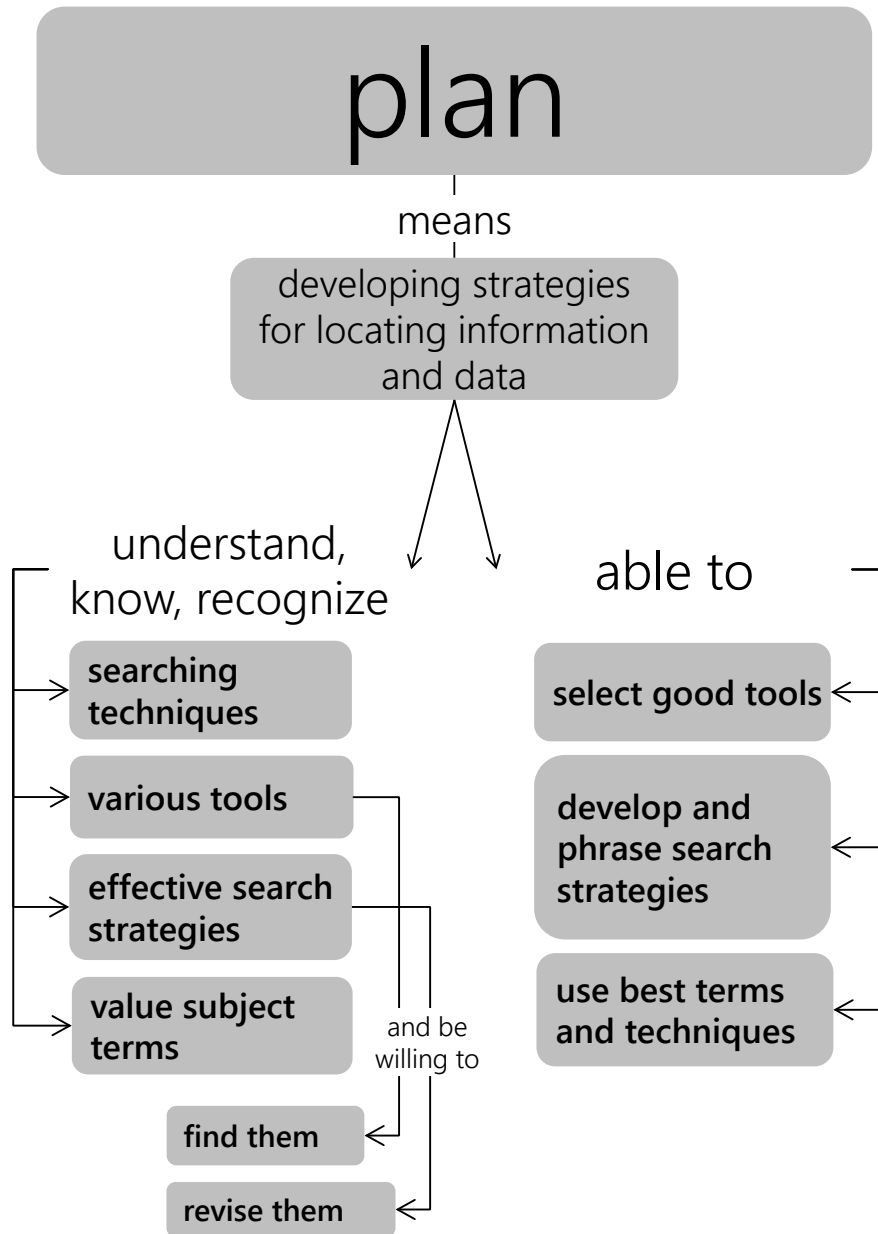 plan
means
developing strategies
for locating information
and data
understand,
know, recognize
searching
techniques
various tools
effective search
strategies
value subject
terms
and be
willing to
find them
revise them
able to
select good tools
develop and
phrase search
strategies
use best terms
and techniques